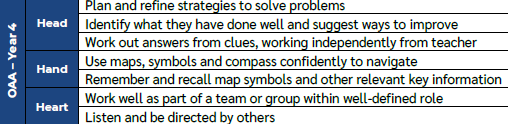 OAA – Year 4
Head
Plan and refine strategies to solve problems
Identify what they have done well and suggest ways to improve
Work out answers from clues, working independently from teacher
Hand
Use maps, symbols and compass confidently to navigate
Remember and recall map symbols and other relevant key information
Heart
Work well as part of a team or group within well-defined role
Listen and be directed by others